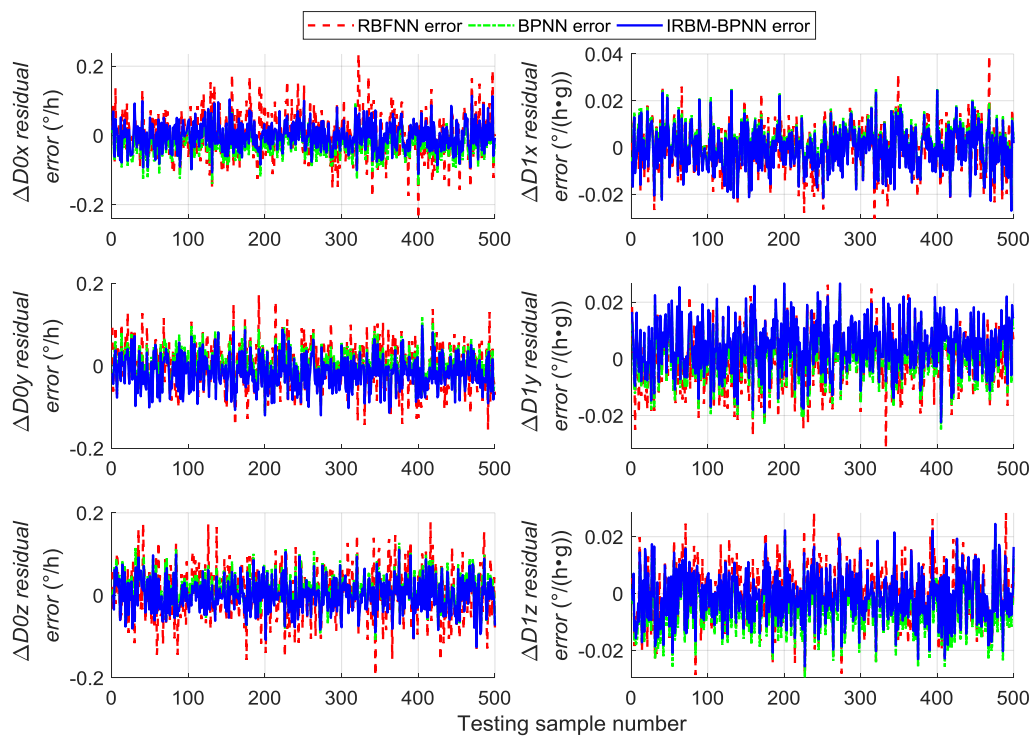 RBFNN error BPNN error IRBM-BPNN error
ΔD0x residual
error (°/h)
0.2
0
-0.2
0 100 200 300 400 500
ΔD1x residual
error (°/(h•g))
0.04
0.02
0
-0.02
0 100 200 300 400 500
ΔD0y residual
error (°/h)
0.2
0
-0.2
0 100 200 300 400 500
ΔD1y residual
error (°/(h•g))
0.02
0
-0.02
0 100 200 300 400 500
ΔD0z residual
error (°/h)
0.2
0
-0.2
0 100 200 300 400 500
ΔD1z residual
error (°/(h•g))
0.02
0
-0.02
0 100 200 300 400 500
Testing sample number